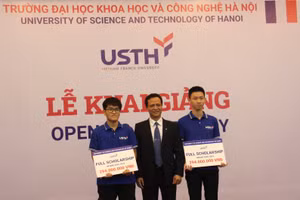 TRƯỜNG ĐẠI HỌC KHOA HỌC VÀ CÔNG NGHỆ HÀ NỘI
UNIVERSITY OF SCIENCE AND TECHNOLOGY OF HANOI
USTH
VIETNAM FRANCE UNIVERSITY
LỄ KHAI GIẢNG
OPEN
Y
FULL SCHOLARSHIP
FULL SCHOLARSHIP